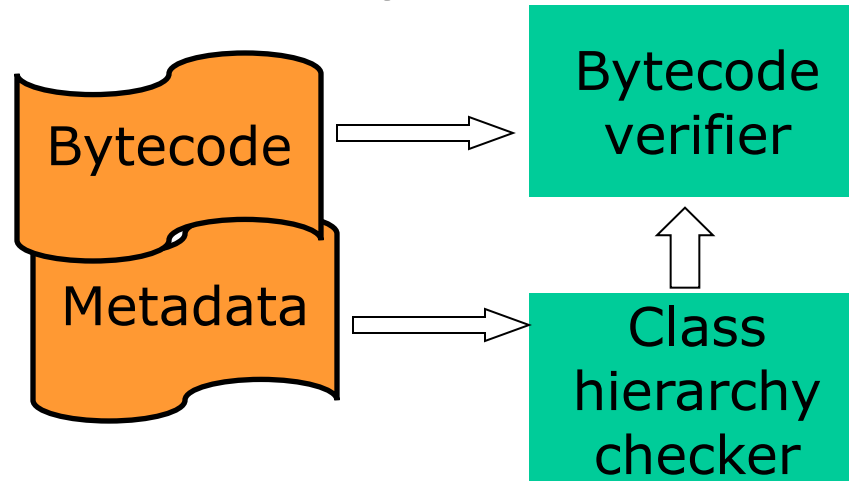 Bytecode
Bytecode
verifier
Metadata
Class
hierarchy
checker